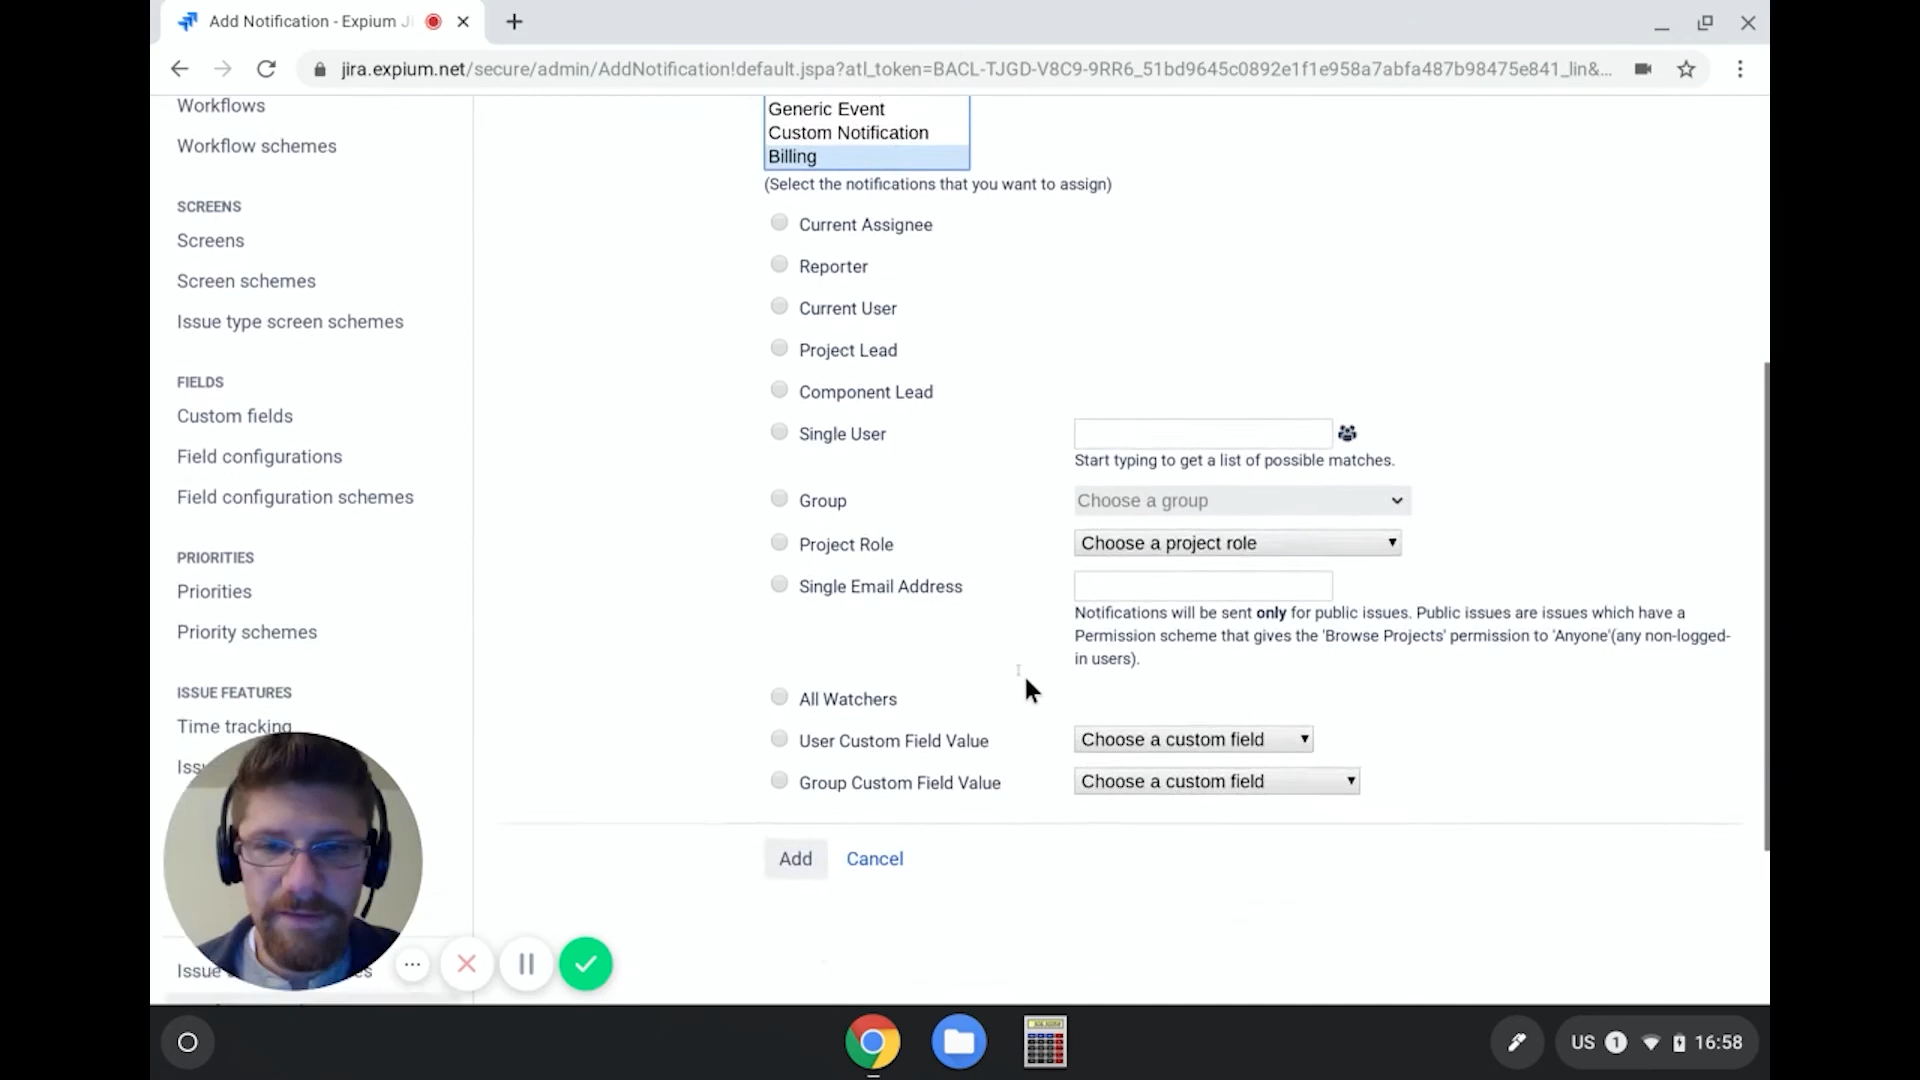 Add Notification - Expium Ji
jira.expium.net/secure/admin/AddNotification!default.jspa?atl_token=BACL-TJGD-V8C9-9RR6_51bd9645c0892e1f1e958a7abfa487b98475e841_lin&...
Workflows
Workflow schemes
SCREENS
Screens
Screen schemes
Issue type screen schemes
FIELDS
Custom fields
Field configurations
Field configuration schemes
PRIORITIES
Priorities
Priority schemes
ISSUE FEATURES
Time tracking
Iss
Issue
Generic Event
Custom Notification
Billing
(Select the notifications that you want to assign)
Current Assignee
Reporter
Current User
Project Lead
Component Lead
Single User
Start typing to get a list of possible matches.
Group Choose a group
Project Role Choose a project role
Single Email Address
Notifications will be sent only for public issues. Public issues are issues which have a
Permission scheme that gives the 'Browse Projects' permission to 'Anyone'(any non-logged-
in users).
All Watchers
User Custom Field Value Choose a custom field
Group Custom Field Value Choose a custom field
Add Cancel
US 1 16:58